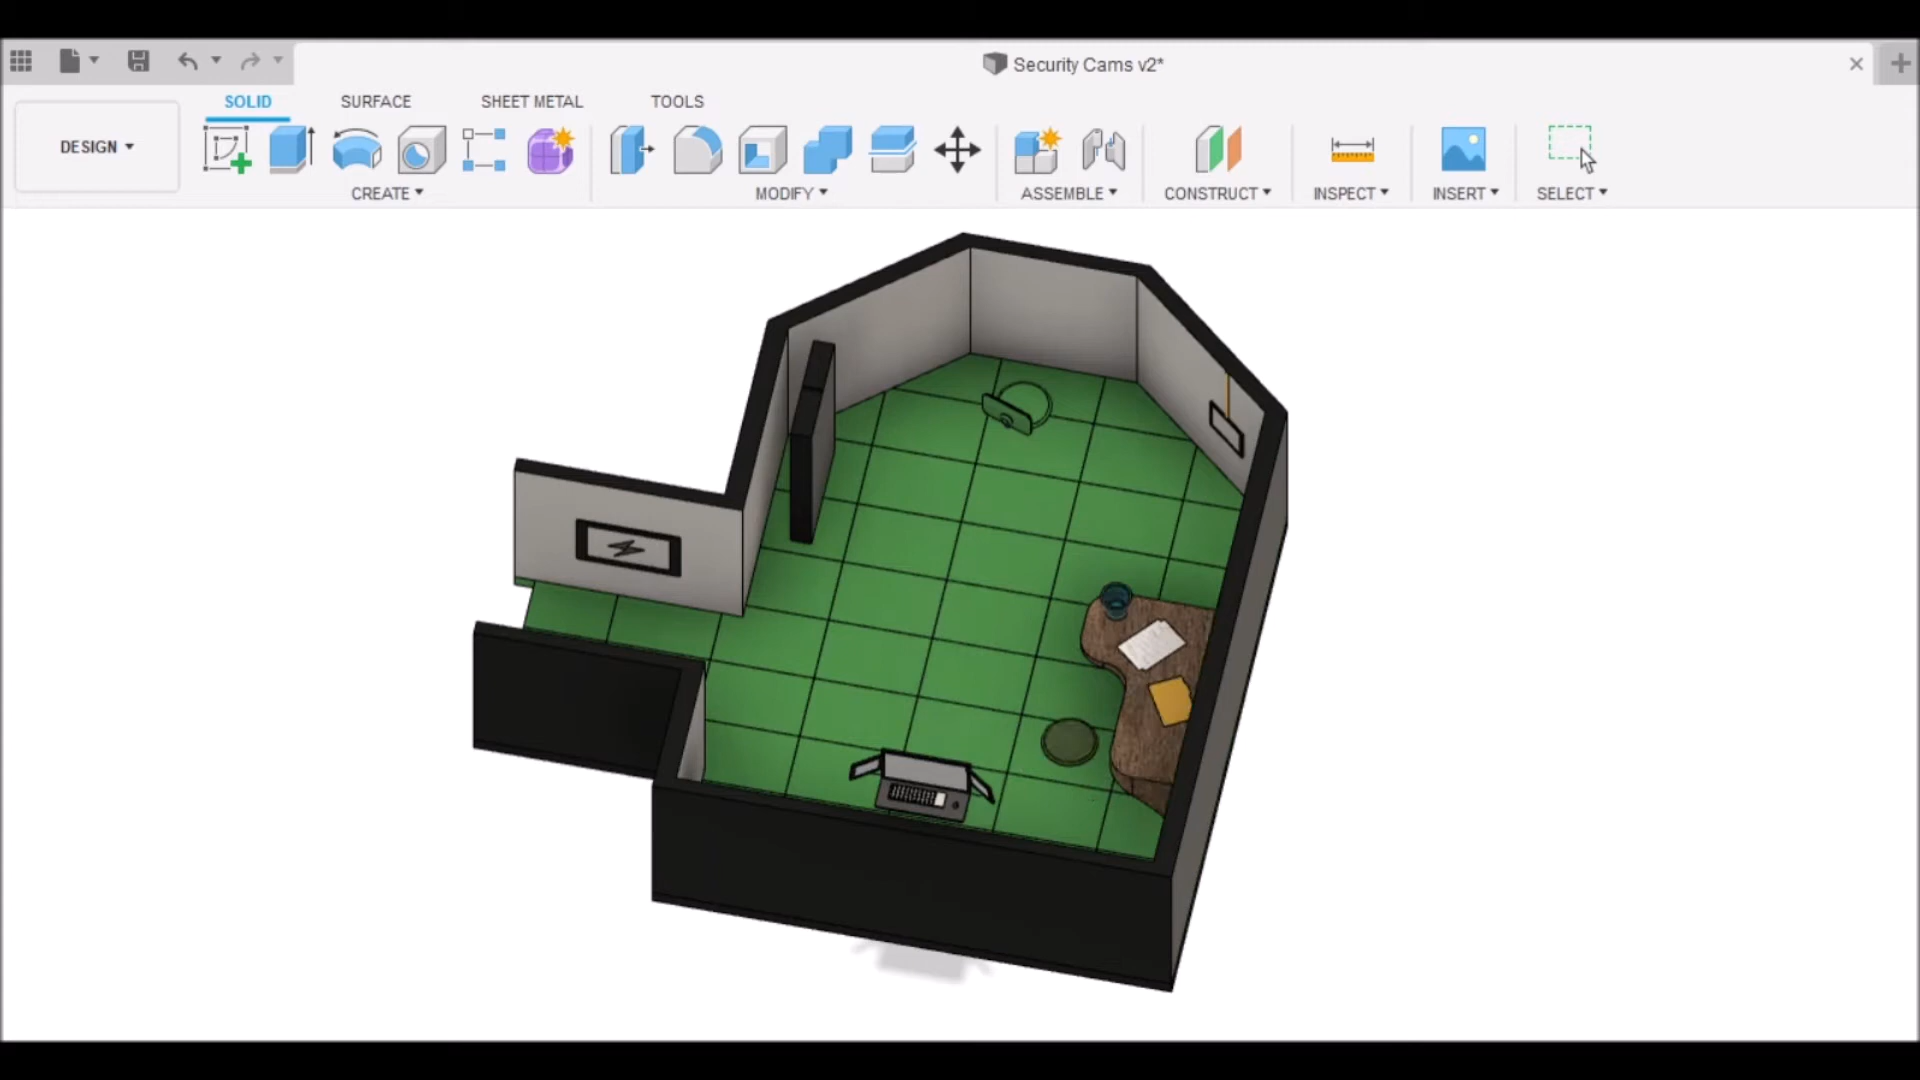 Security Cams v2*
SOLID SURFACE SHEET METAL TOOLS
DESIGN
CREATE MODIFY ASSEMBLE CONSTRUCT INSPECT INSERT SELECT